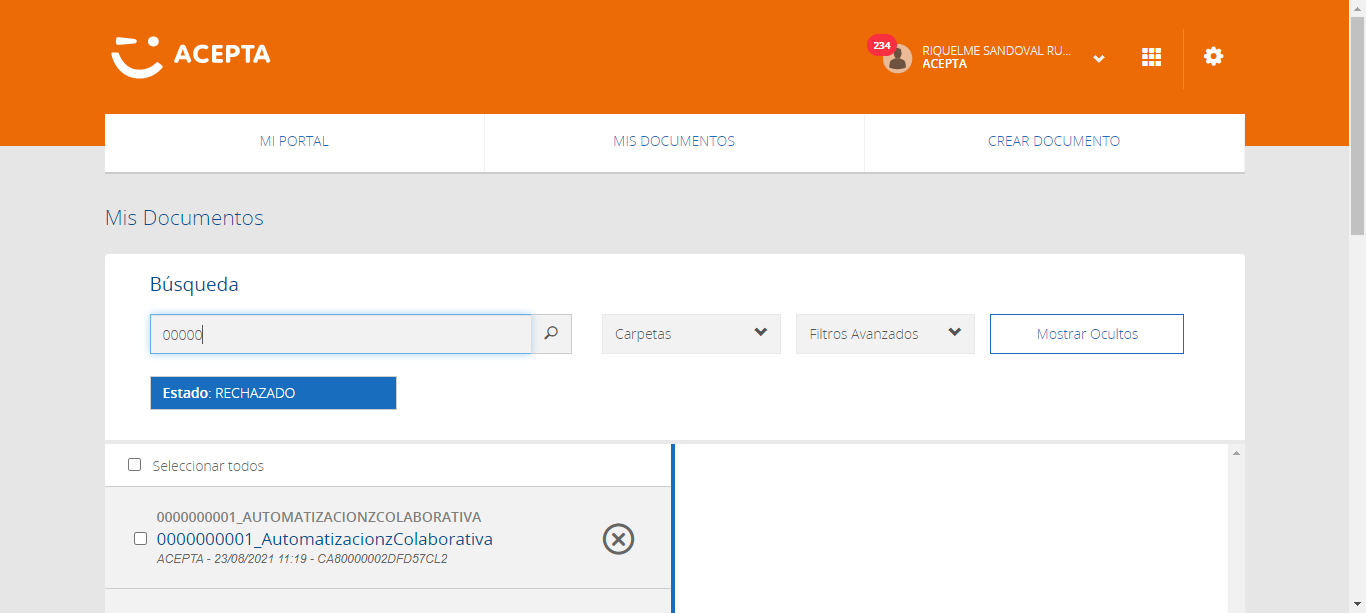 ACEPTA
234
RIQUELME SANDOVAL RU...
ACEPTA
MI PORTAL
MIS DOCUMENTOS
CREAR DOCUMENTO
Mis Documentos
Búsqueda
00000
Carpetas
Filtros Avanzados
Mostrar Ocultos
Estado: RECHAZADO
Seleccionar todos
0000000001_AUTOMATIZACIONZCOLABORATIVA
0000000001_AutomatizacionzColaborativa
ACEPTA - 23/08/2021 11:19 - CA80000002DFD57CL2